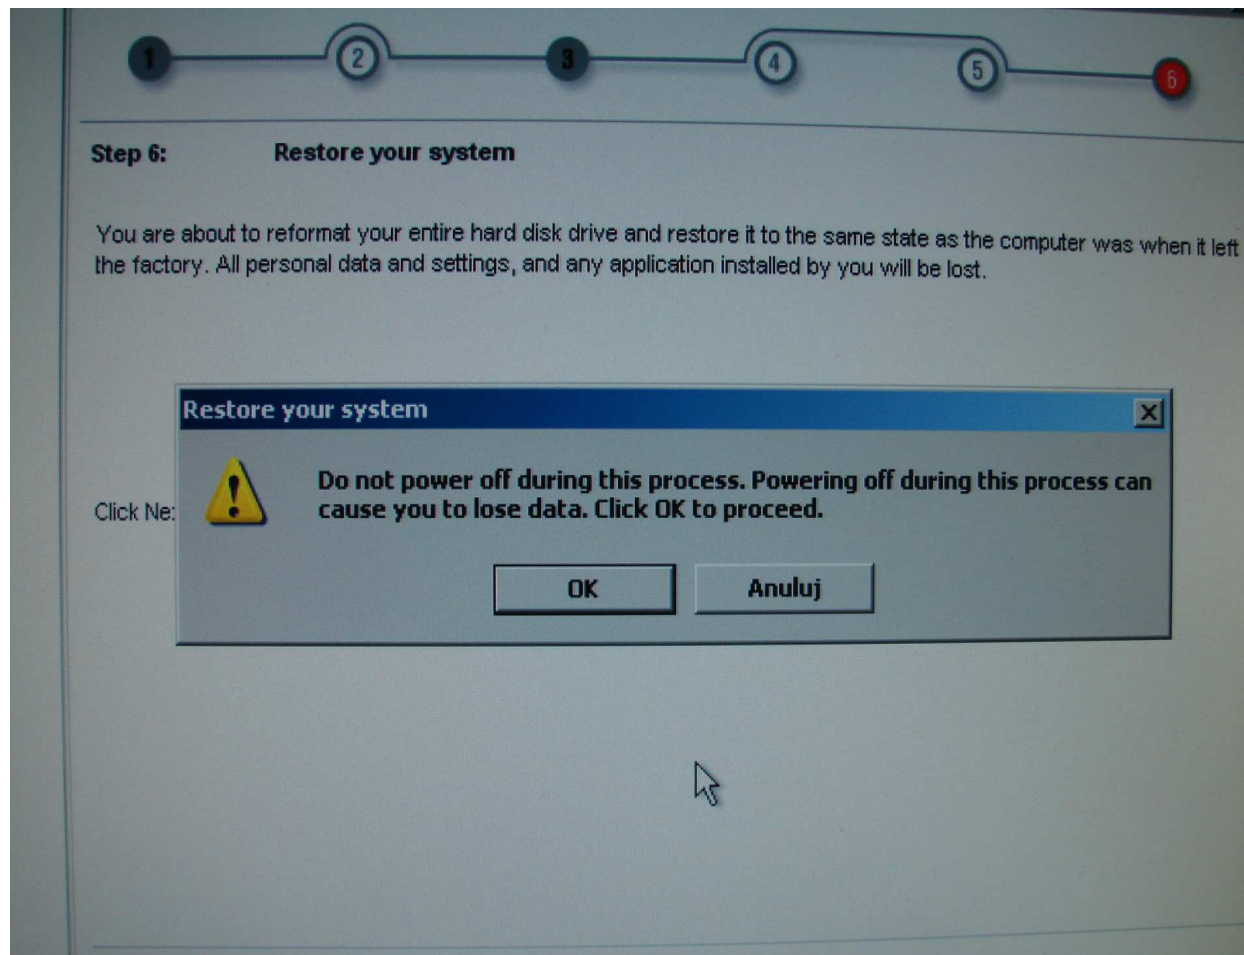 1 2 3 4 5 6
Step 6: Restore your system
You are about to reformat your entire hard disk drive and restore it to the same state as the computer was when it left
the factory. All personal data and settings, and any application installed by you will be lost.
Restore your system
Do not power off during this process. Powering off during this process can
cause you to lose data. Click OK to proceed.
Click Ne
OK Anuluj